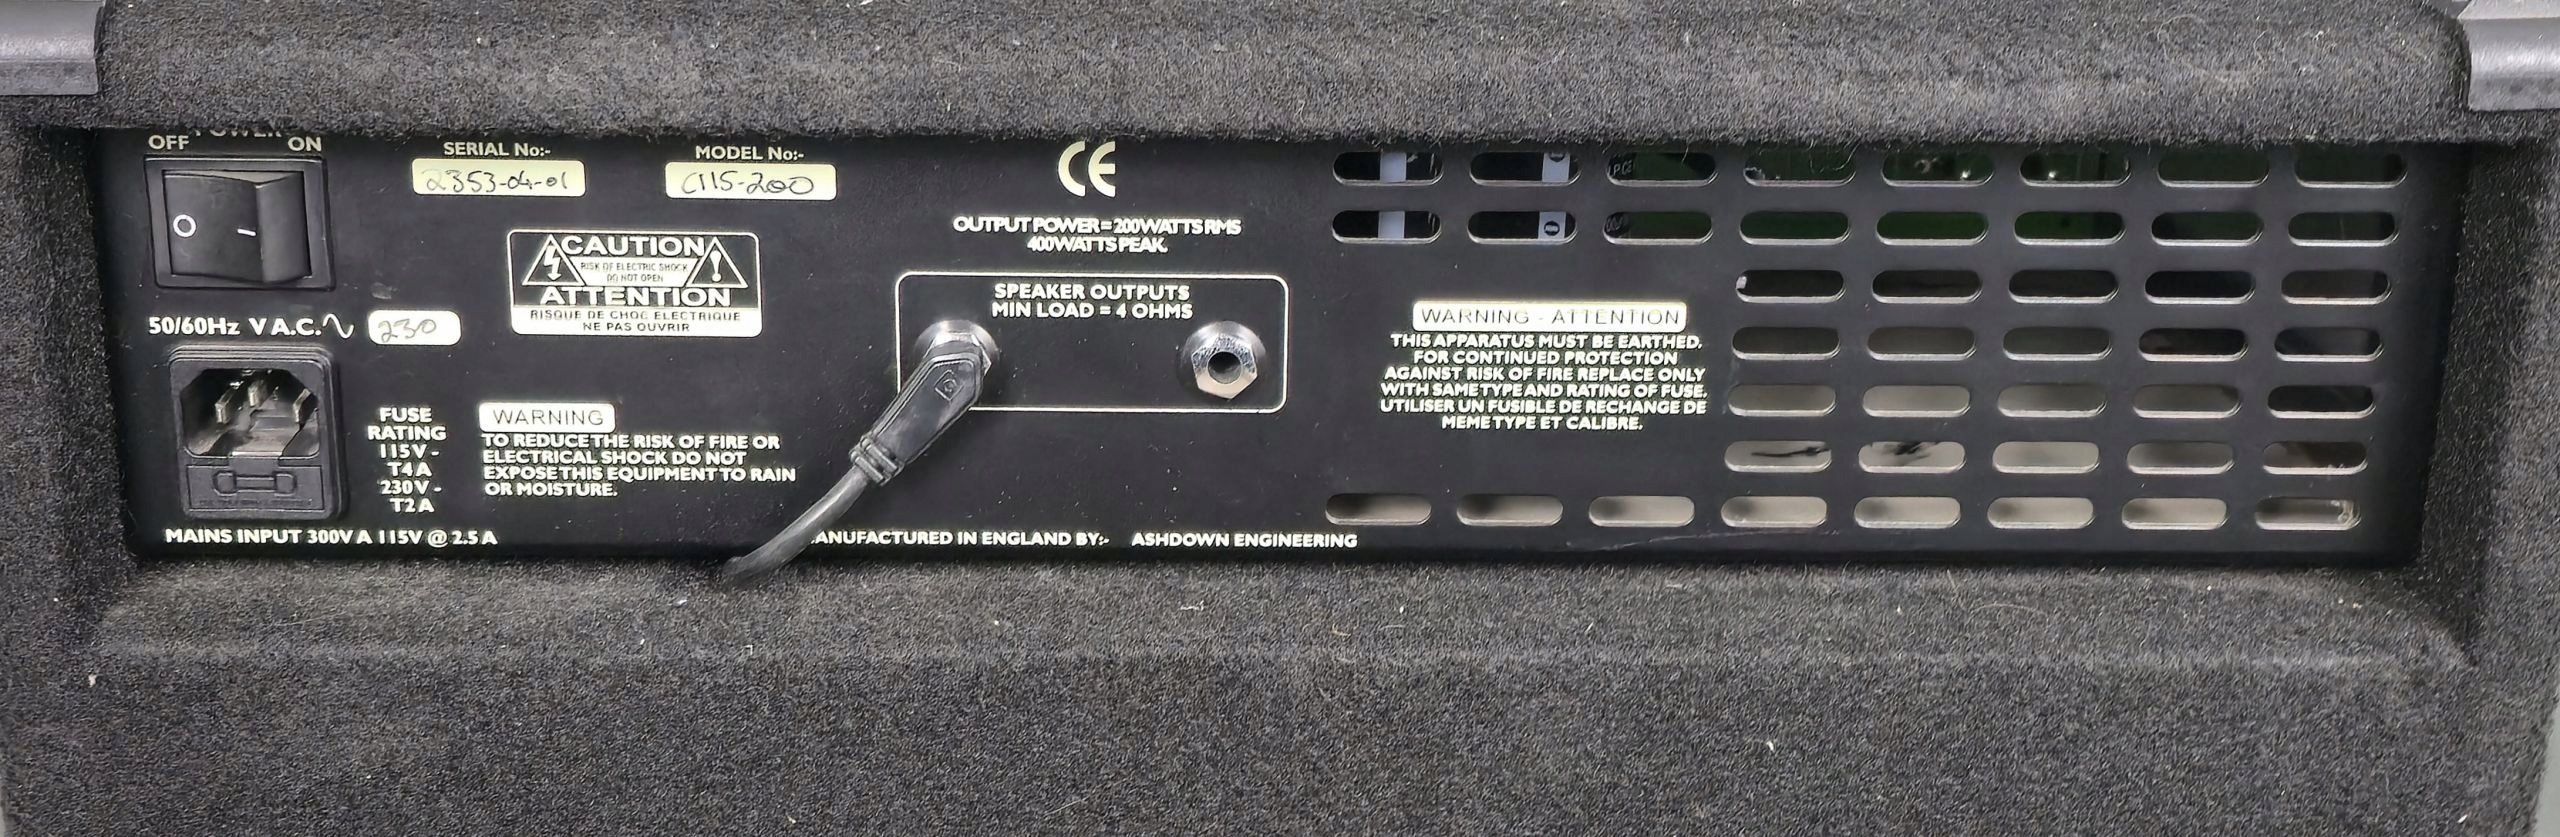 POWER
OFF ON
O –
SERIAL No:-
2353-04-01
MODEL No:-
C115-200
CE
CAUTION
RISK OF ELECTRIC SHOCK
DO NOT OPEN
ATTENTION
RISQUE DE CHOC ELECTRIQUE
NE PAS OUVRIR
50/60Hz V A.C.∿ 230
FUSE
RATING
115V -
T4A
230V -
T2A
WARNING
TO REDUCE THE RISK OF FIRE OR
ELECTRICAL SHOCK DO NOT
EXPOSE THIS EQUIPMENT TO RAIN
OR MOISTURE.
MAINS INPUT 300VA 115V @ 2.5A
OUTPUT POWER = 200WATTS RMS
400WATTS PEAK.
SPEAKER OUTPUTS
MIN LOAD = 4 OHMS
ANUFACTURED IN ENGLAND BY:- ASHDOWN ENGINEERING
WARNING - ATTENTION
THIS APPARATUS MUST BE EARTHED.
FOR CONTINUED PROTECTION
AGAINST RISK OF FIRE REPLACE ONLY
WITH SAME TYPE AND RATING OF FUSE.
UTILISER UN FUSIBLE DE RECHANGE DE
MEME TYPE ET CALIBRE.